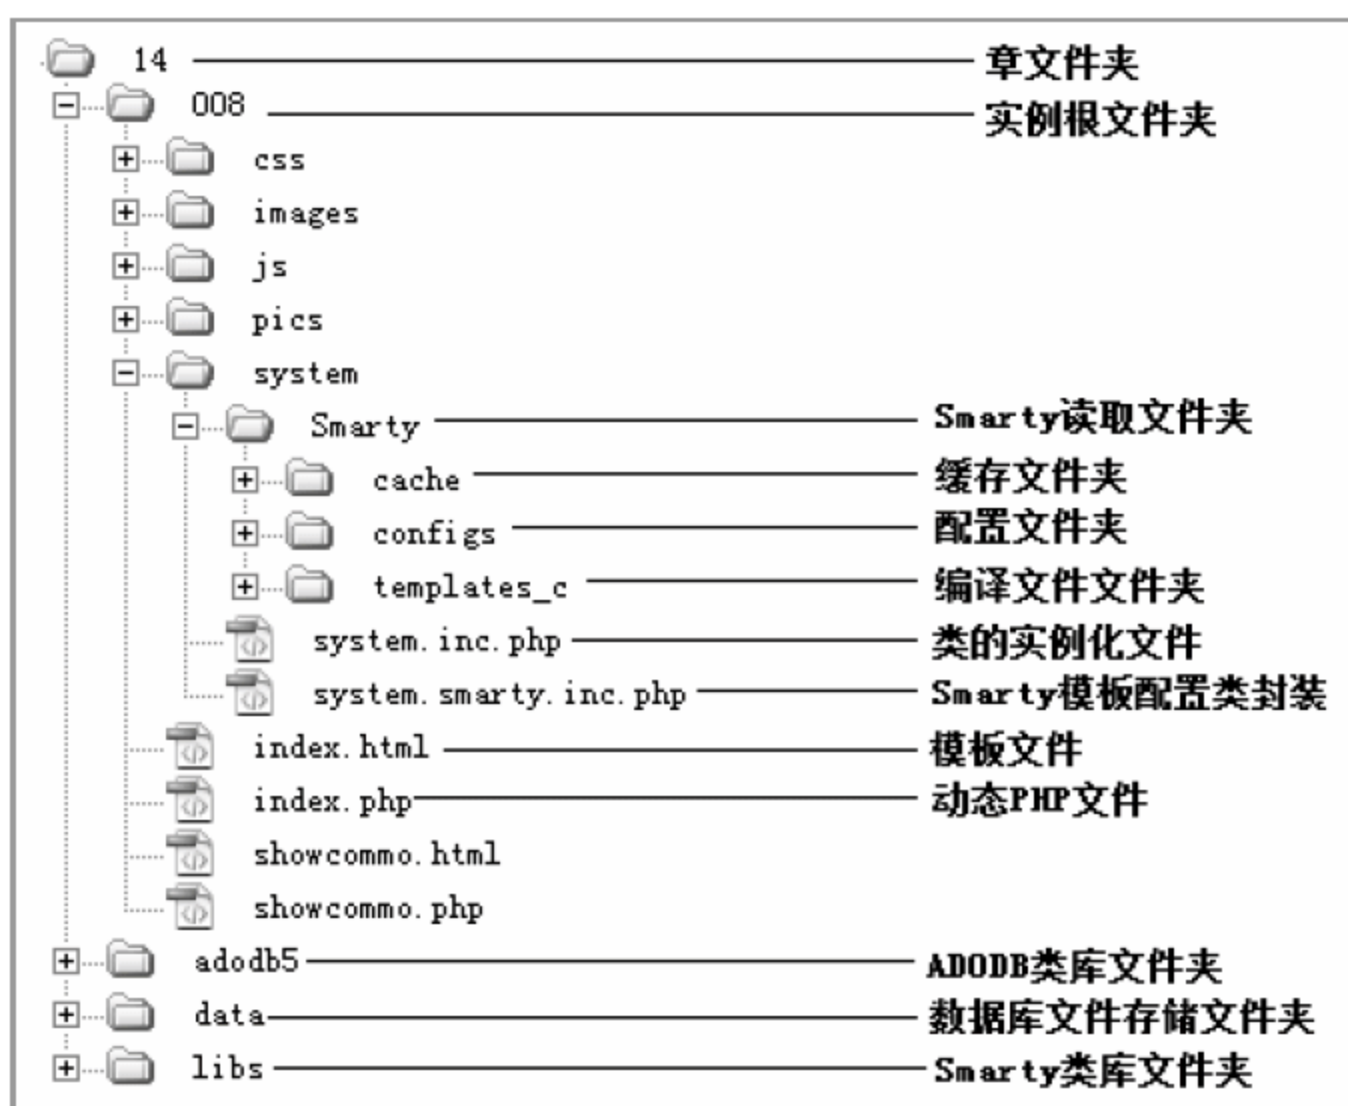 14 章文件夹
008 实例根文件夹
css
images
js
pics
system
Smarty Smarty读取文件夹
cache 缓存文件夹
configs 配置文件夹
templates_c 编译文件文件夹
system.inc.php 类的实例化文件
system.smarty.inc.php Smarty模板配置类封装
index.html 模板文件
index.php 动态PHP文件
showcommo.html
showcommo.php
adodb5 ADODB类库文件夹
data 数据库文件存储文件夹
libs Smarty类库文件夹